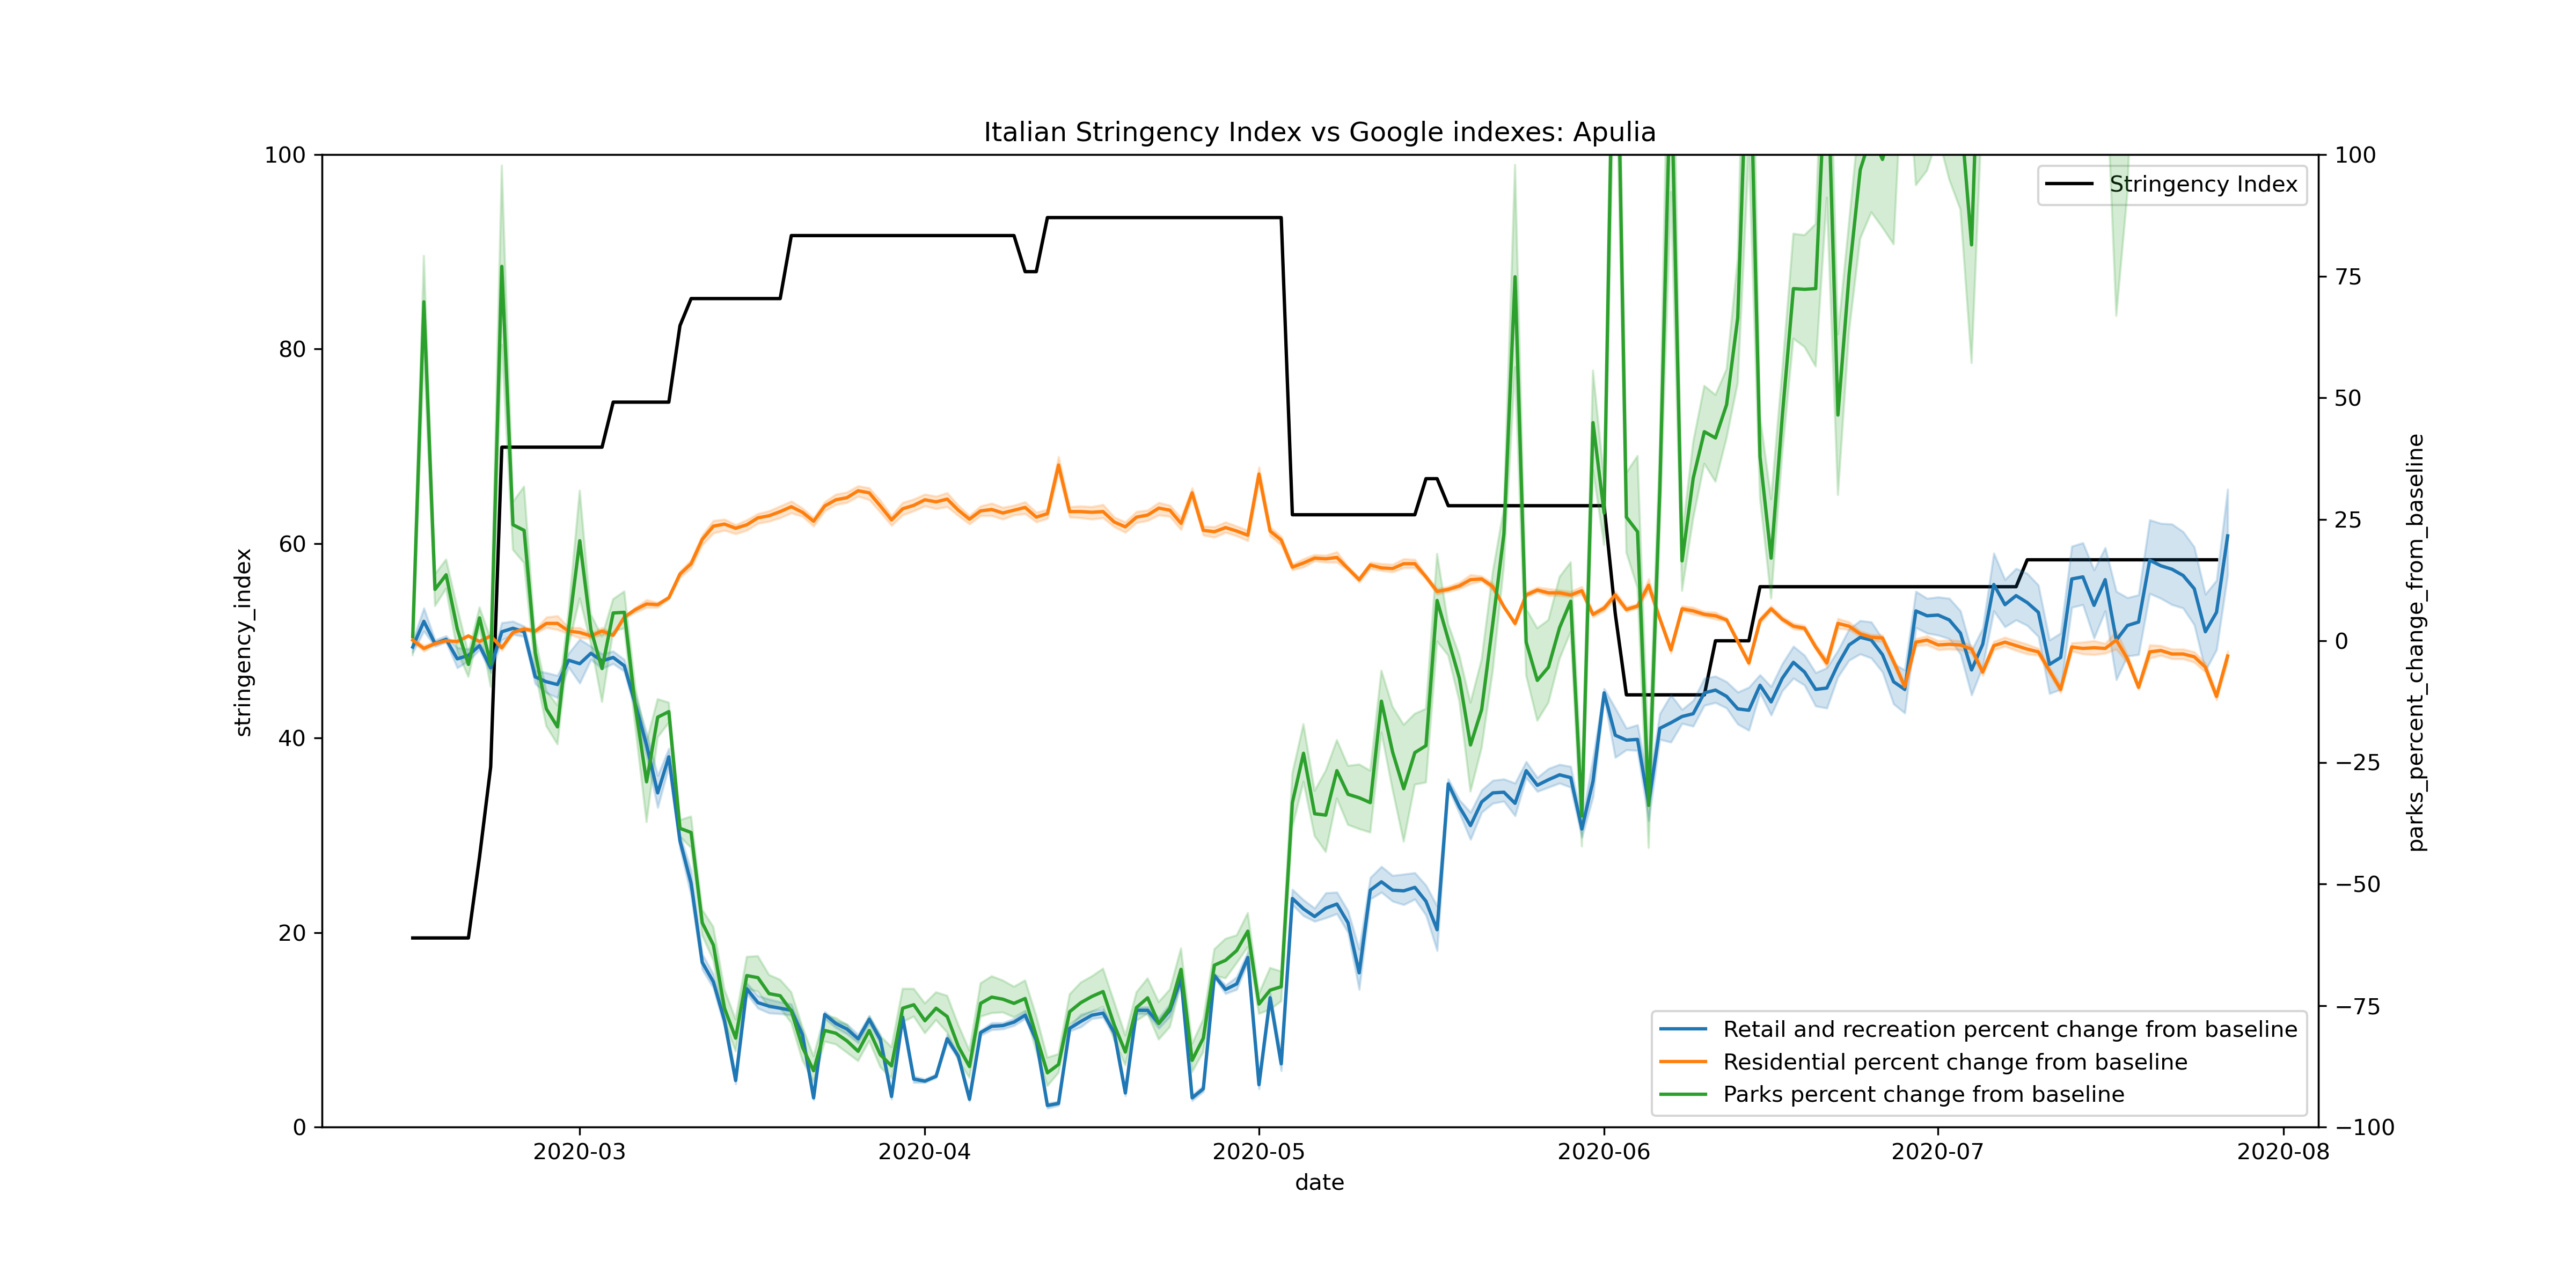 Italian Stringency Index vs Google indexes: Apulia
Stringency Index
stringency_index
100
80
60
40
20
0
100
75
50
25
0
−25
−50
−75
−100
parks_percent_change_from_baseline
Retail and recreation percent change from baseline
Residential percent change from baseline
Parks percent change from baseline
2020-03
2020-04
2020-05
2020-06
2020-07
2020-08
date